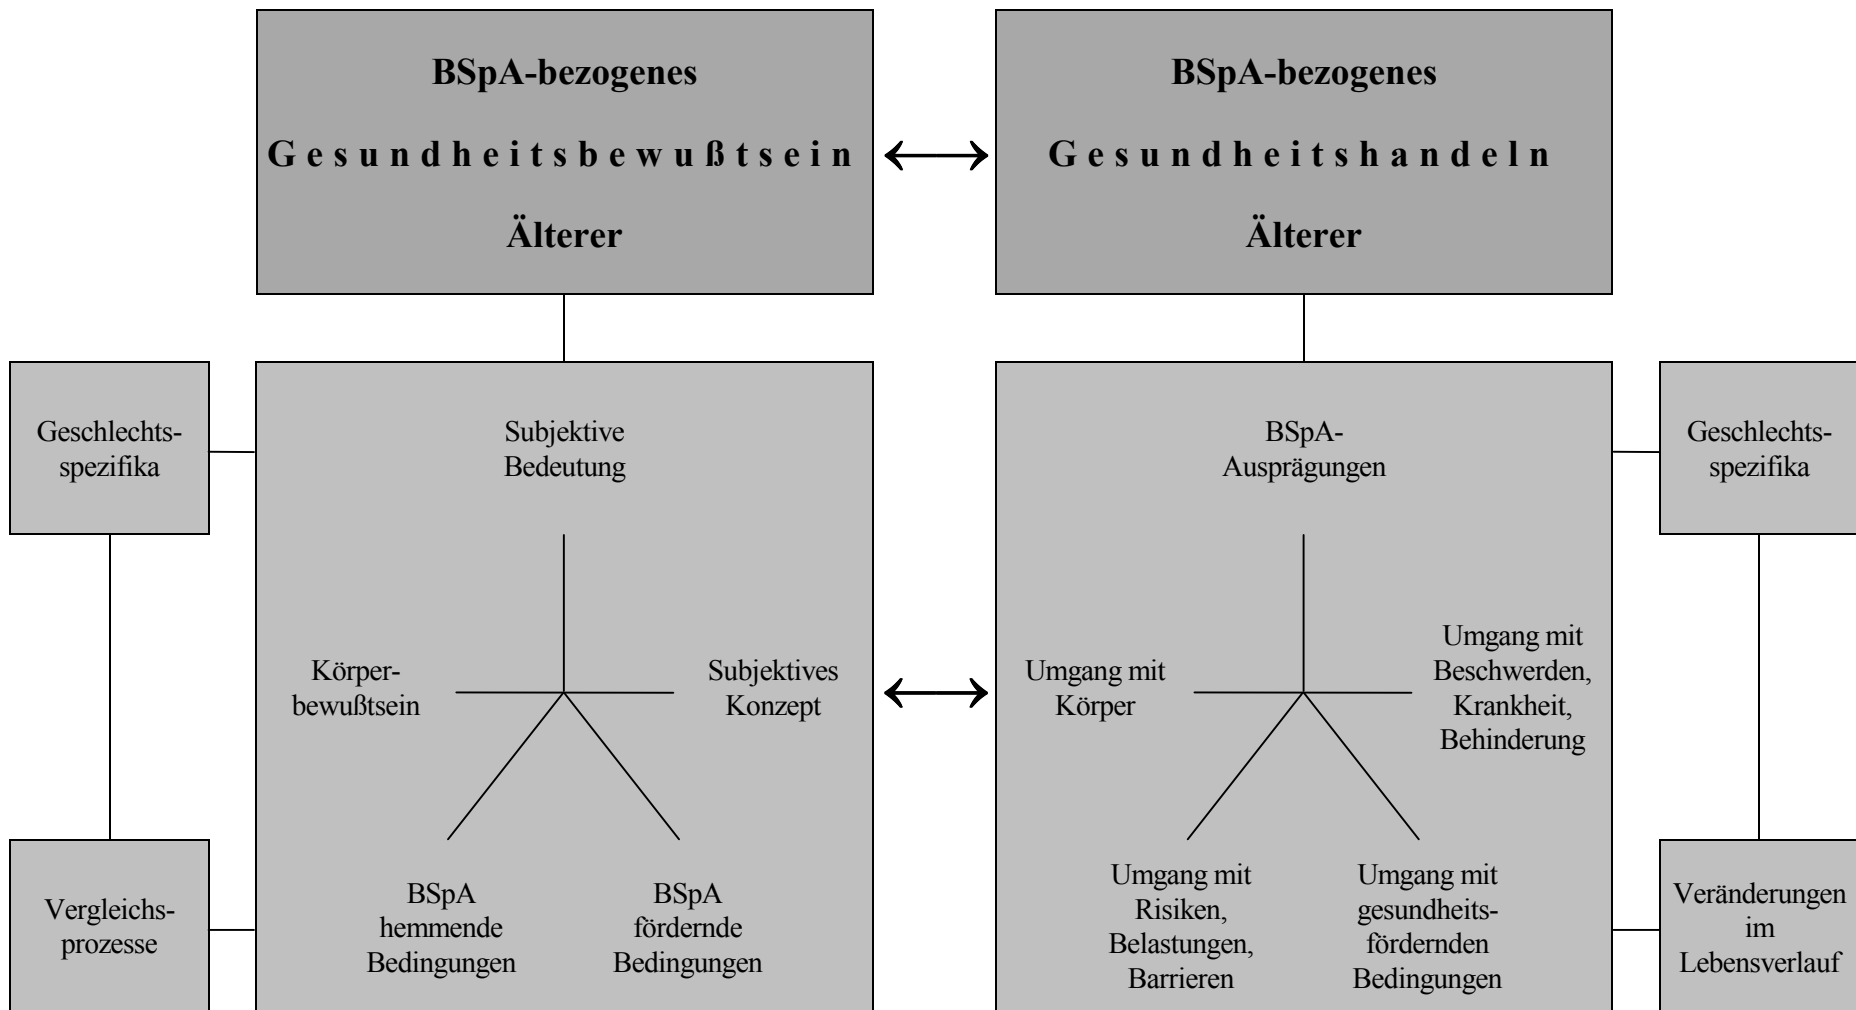 BSpA-bezogenes
Gesundheitsbewußtsein
Älterer
BSpA-bezogenes
Gesundheitshandeln
Älterer
Geschlechts-
spezifika
Vergleichs-
prozesse
Subjektive
Bedeutung
Körper-
bewußtsein
Subjektives
Konzept
BSpA
hemmende
Bedingungen
BSpA
fördernde
Bedingungen
BSpA-
Ausprägungen
Umgang mit
Körper
Umgang mit
Beschwerden,
Krankheit,
Behinderung
Umgang mit
Risiken,
Belastungen,
Barrieren
Umgang mit
gesundheits-
fördernden
Bedingungen
Geschlechts-
spezifika
Veränderungen
im
Lebensverlauf